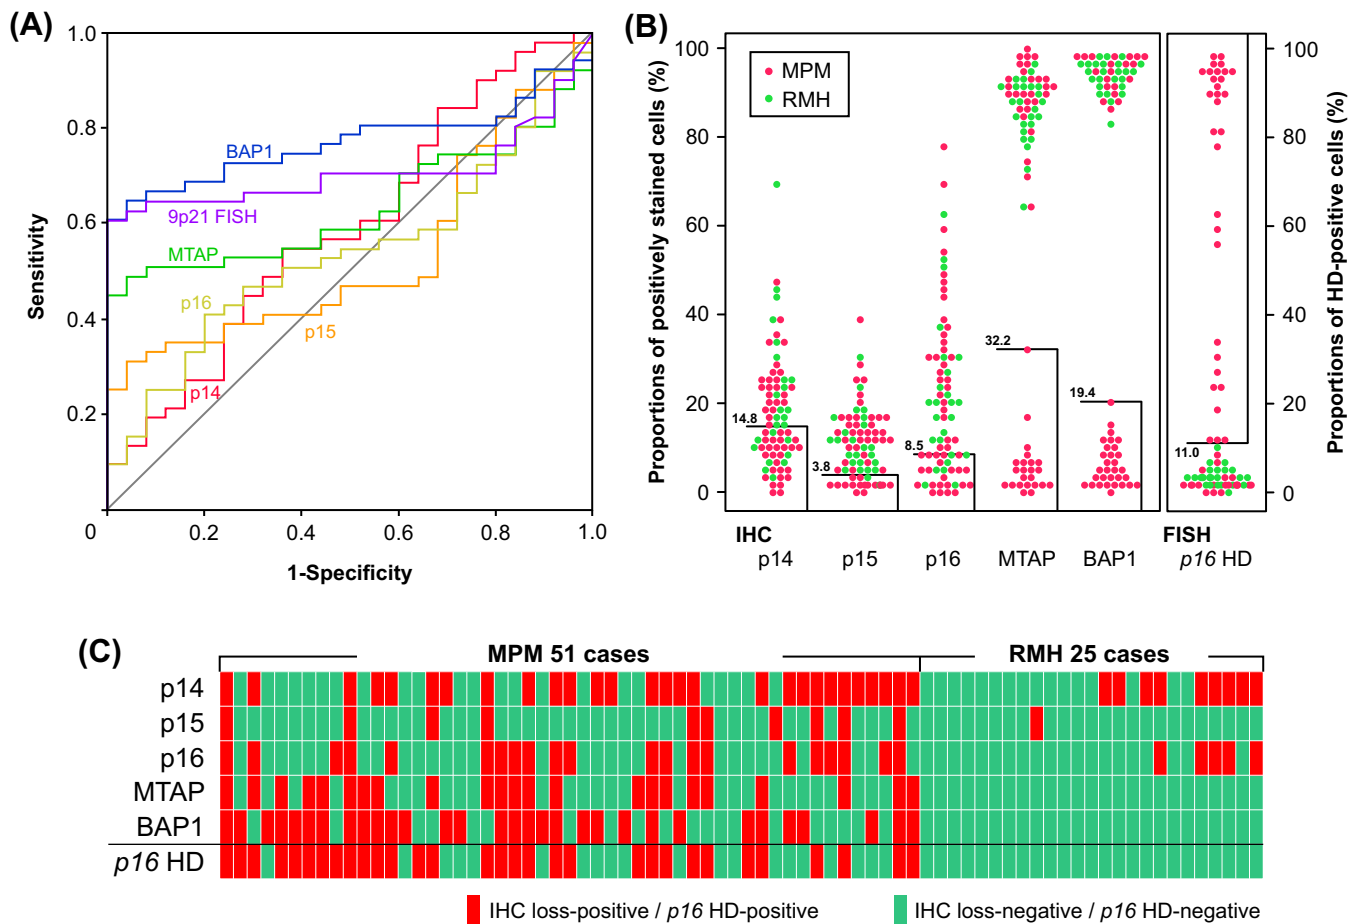 (A)
1.0
0.8
0.6
0.4
0.2
0
0.2
0.4
0.6
0.8
1.0
Sensitivity
1-Specificity
BAP1
9p21 FISH
MTAP
p16
p15
p14
(B)
Proportions of positively stained cells (%)
100
80
60
40
20
0
MPM
RMH
14.8
3.8
8.5
32.2
19.4
11.0
100
80
60
40
20
0
Proportions of HD-positive cells (%)
IHC
FISH
p14
p15
p16
MTAP
BAP1
p16 HD
(C)
MPM 51 cases
RMH 25 cases
p14
p15
p16
MTAP
BAP1
p16 HD
IHC loss-positive / p16 HD-positive
IHC loss-negative / p16 HD-negative